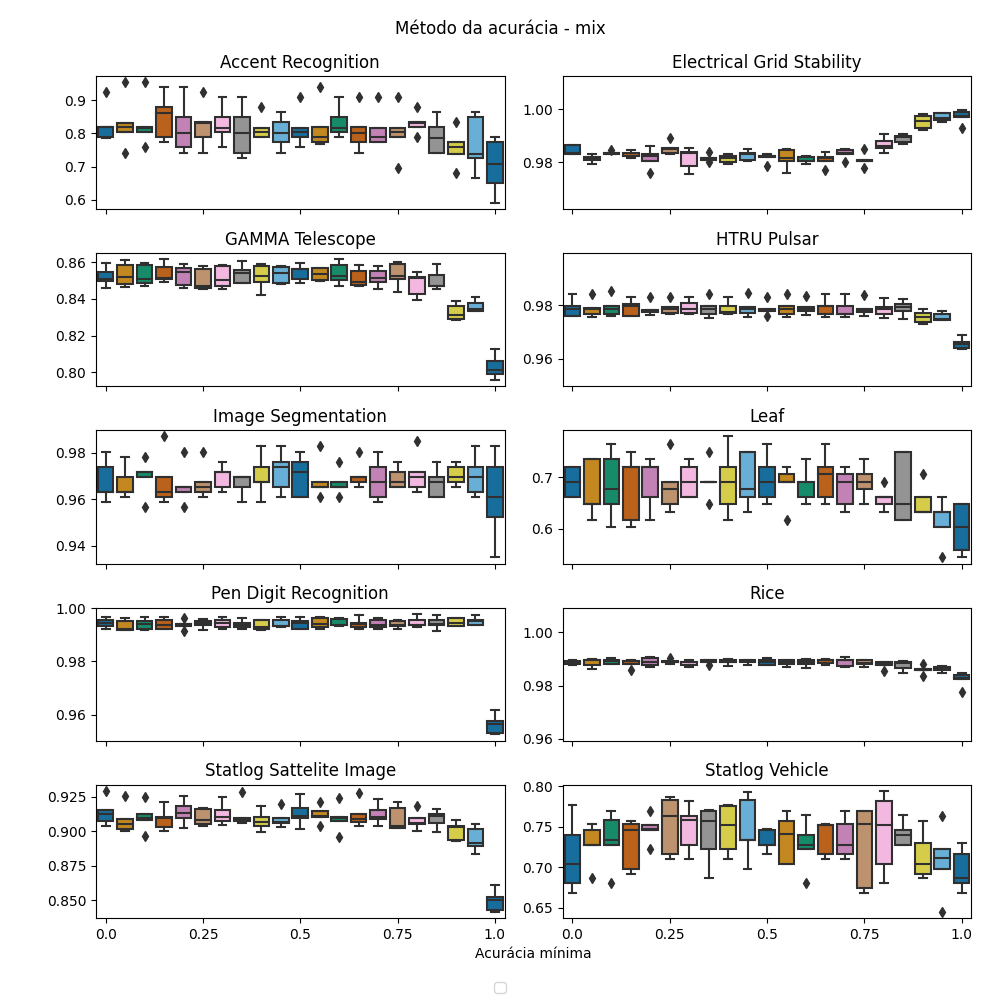 Método da acurácia - mix
Accent Recognition
0.9
0.8
0.7
0.6
Electrical Grid Stability
1.00
0.98
GAMMA Telescope
0.86
0.84
0.82
0.80
HTRU Pulsar
0.98
0.96
Image Segmentation
0.98
0.96
0.94
Leaf
0.7
0.6
Pen Digit Recognition
1.00
0.98
0.96
Rice
1.00
0.98
0.96
Statlog Sattelite Image
0.925
0.900
0.875
0.850
0.0 0.25 0.5 0.75 1.0
Statlog Vehicle
0.80
0.75
0.70
0.65
0.0 0.25 0.5 0.75 1.0
Acurácia mínima